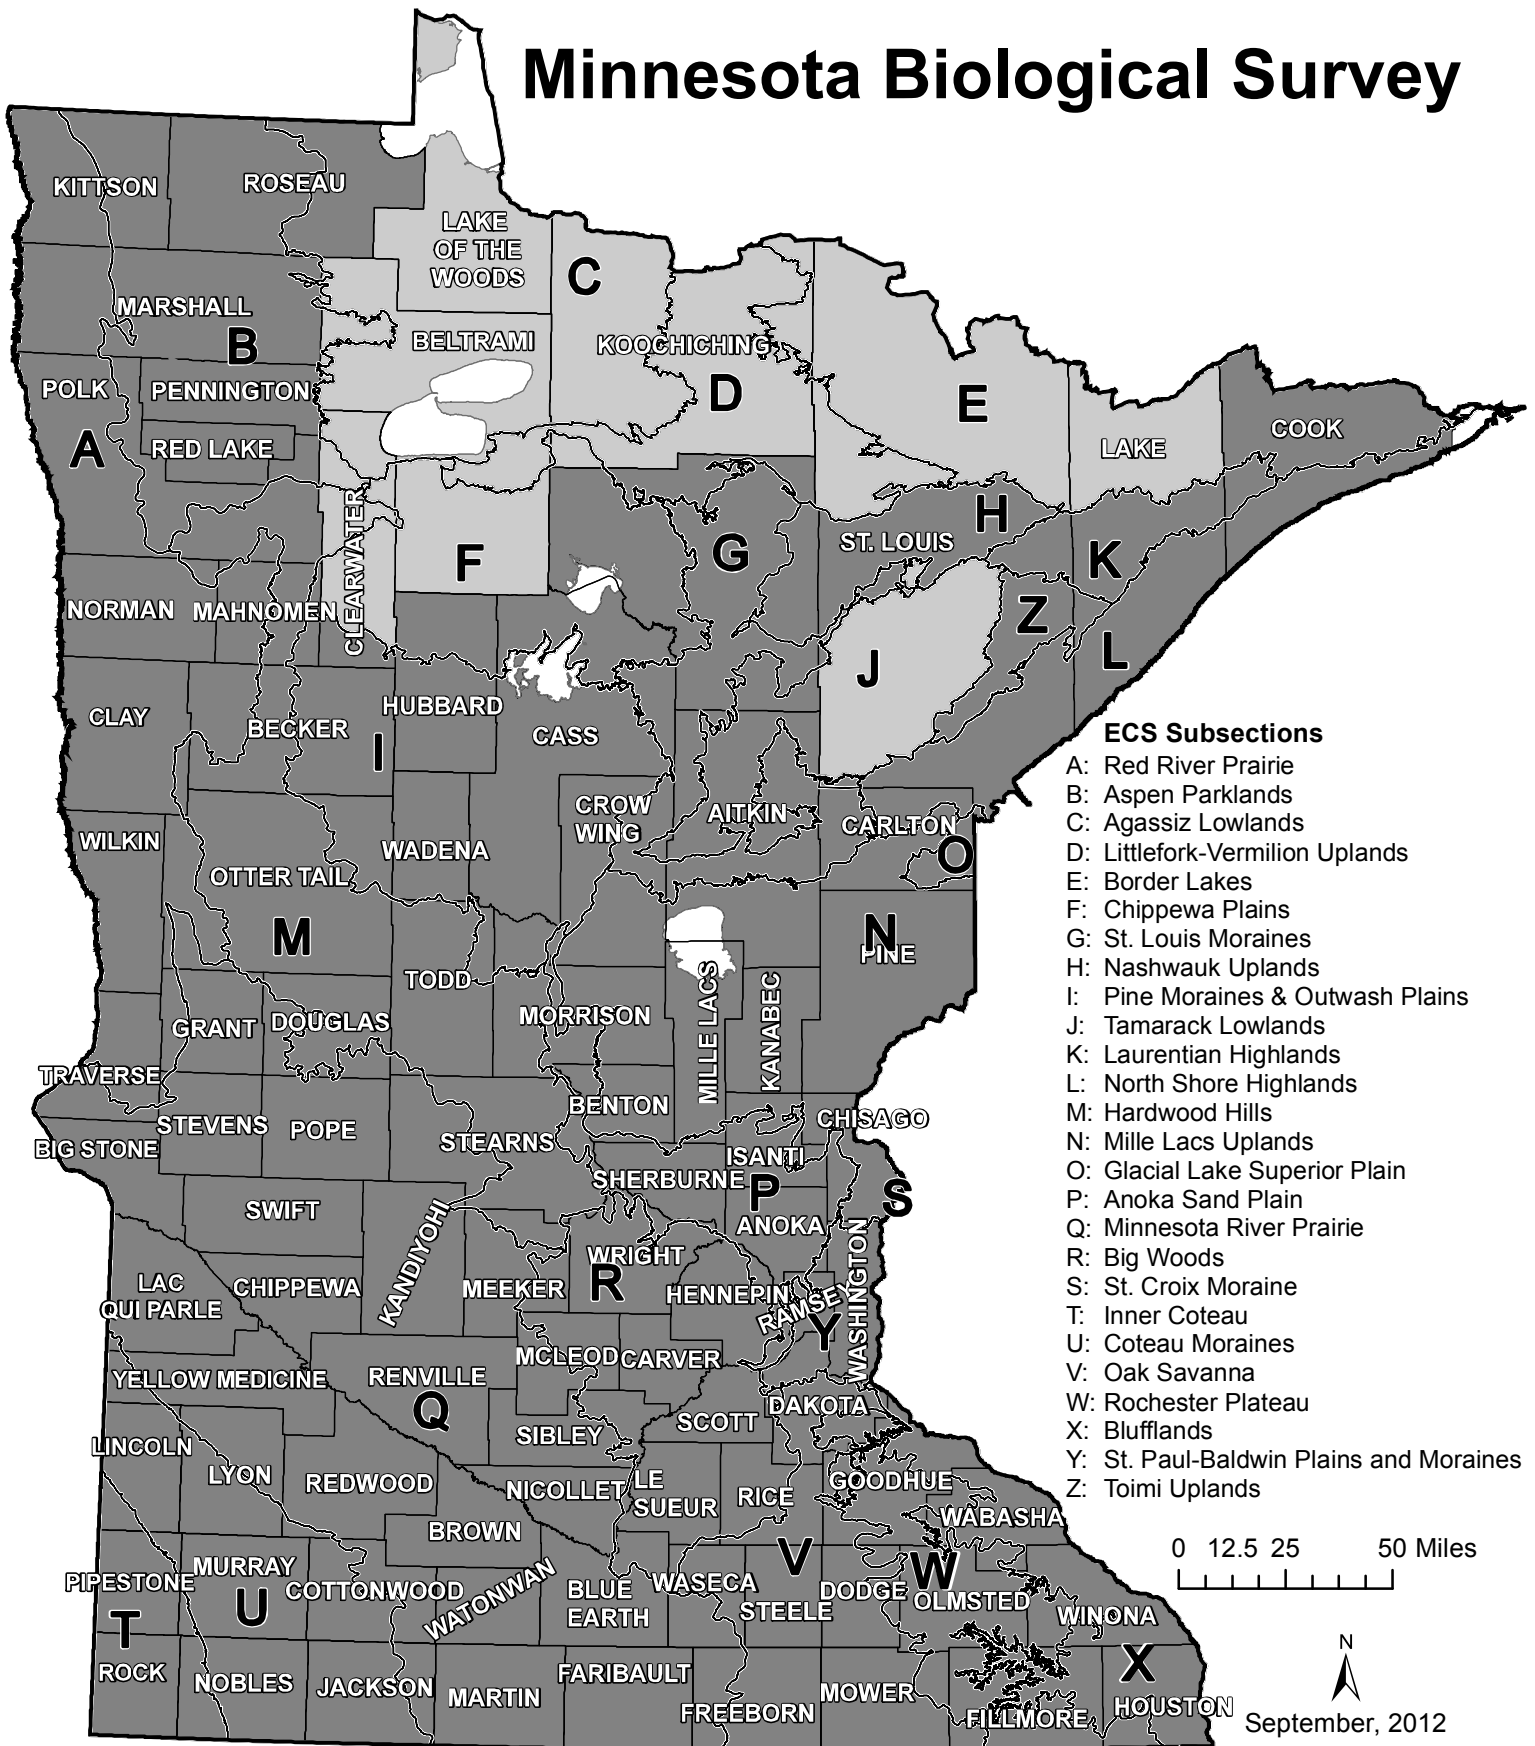 Minnesota Biological Survey
KITTSON
ROSEAU
LAKE
OF THE
WOODS
C
MARSHALL
B
BELTRAMI
KOOCHICHING
D
E
POLK
PENNINGTON
A
RED LAKE
LAKE
COOK
CLEARWATER
F
G
H
ST. LOUIS
K
NORMAN
MAHNOMEN
Z
J
L
CLAY
BECKER
I
HUBBARD
CASS
WILKIN
OTTER TAIL
WADENA
CROW
WING
AITKIN
CARLTON
O
M
N
PINE
TODD
GRANT
DOUGLAS
MORRISON
MILLE LACS
KANABEC
TRAVERSE
STEVENS
POPE
BENTON
CHISAGO
BIG STONE
STEARNS
ISANTI
SHERBURNE
P
S
SWIFT
KANDIYOHI
ANOKA
WASHINGTON
LAC
QUI PARLE
CHIPPEWA
MEEKER
WRIGHT
R
HENNEPIN
RAMSEY
Y
YELLOW MEDICINE
RENVILLE
Q
MCLEOD
CARVER
DAKOTA
SCOTT
SIBLEY
LINCOLN
LYON
REDWOOD
NICOLLET
LE
SUEUR
RICE
GOODHUE
WABASHA
BROWN
V
W
PIPESTONE
MURRAY
U
COTTONWOOD
WATONWAN
BLUE
EARTH
WASECA
STEELE
DODGE
OLMSTED
WINONA
T
ROCK
NOBLES
JACKSON
MARTIN
FARIBAULT
FREEBORN
MOWER
FILLMORE
X
HOUSTON
ECS Subsections
A: Red River Prairie
B: Aspen Parklands
C: Agassiz Lowlands
D: Littlefork-Vermilion Uplands
E: Border Lakes
F: Chippewa Plains
G: St. Louis Moraines
H: Nashwauk Uplands
I: Pine Moraines & Outwash Plains
J: Tamarack Lowlands
K: Laurentian Highlands
L: North Shore Highlands
M: Hardwood Hills
N: Mille Lacs Uplands
O: Glacial Lake Superior Plain
P: Anoka Sand Plain
Q: Minnesota River Prairie
R: Big Woods
S: St. Croix Moraine
T: Inner Coteau
U: Coteau Moraines
V: Oak Savanna
W: Rochester Plateau
X: Blufflands
Y: St. Paul-Baldwin Plains and Moraines
Z: Toimi Uplands
0 12.5 25 50 Miles
N
September, 2012